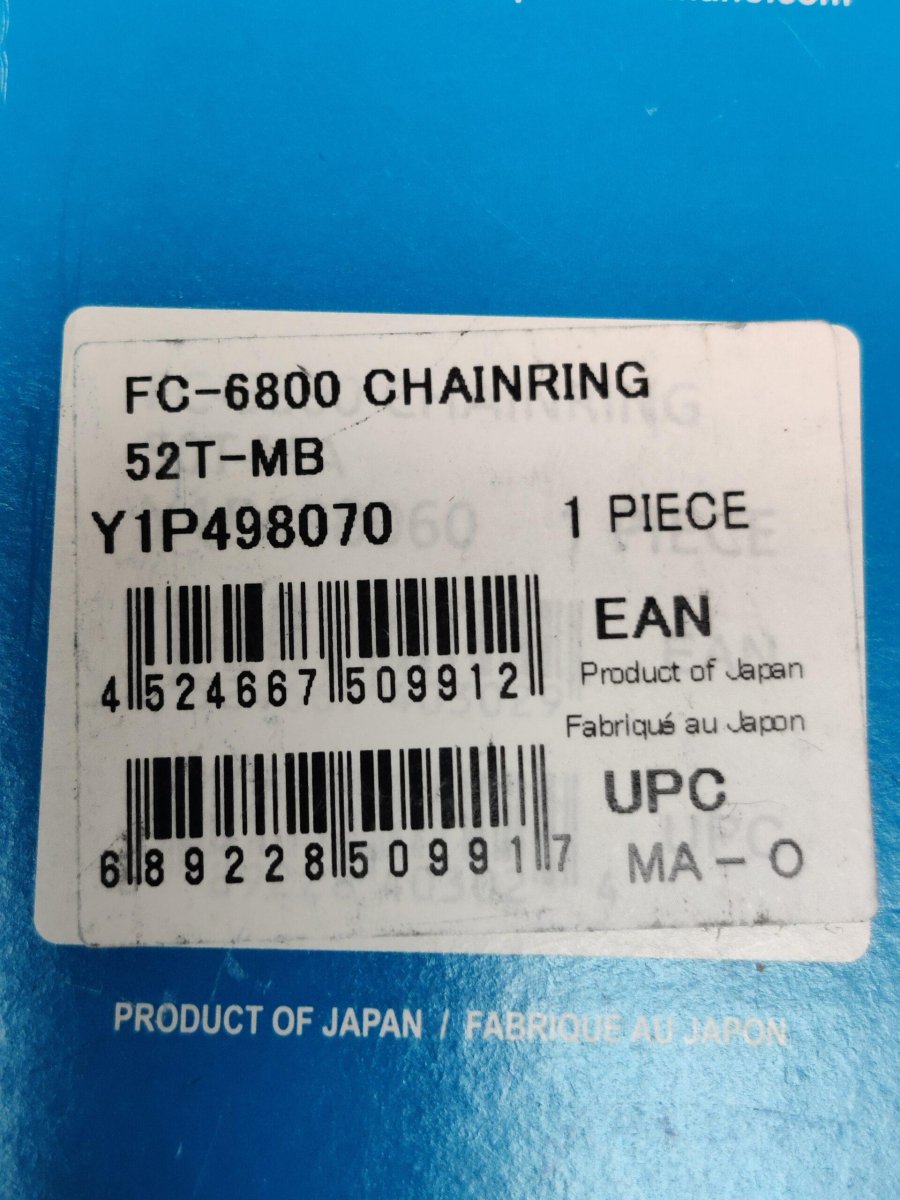 FC-6800 CHAINRING
52T-MB
Y1P498070 1 PIECE
4 524667 509912 EAN
Product of Japan
Fabriqué au Japon
6 89228 50991 7 UPC
MA-O
PRODUCT OF JAPAN / FABRIQUE AU JAPON